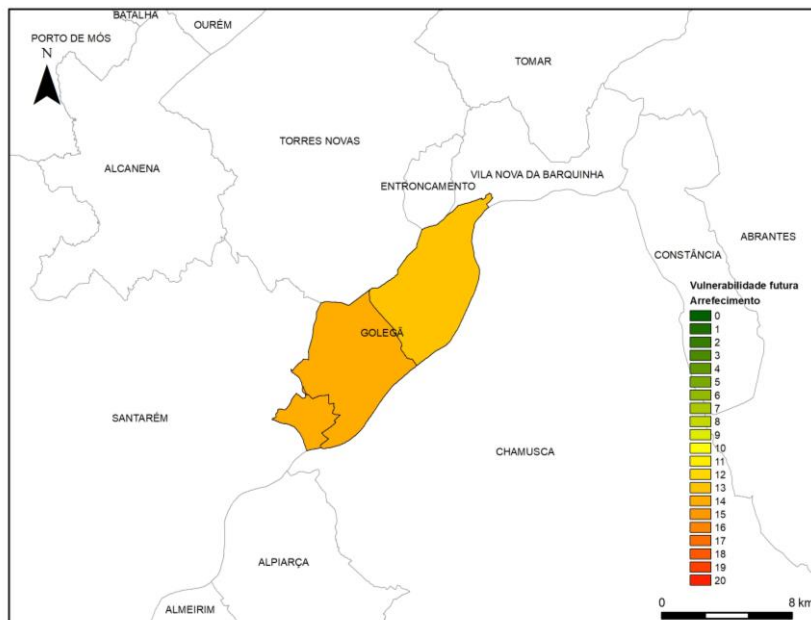 BATALHA
OURÉM
PORTO DE MÓS
N
TOMAR
TORRES NOVAS
ALCANENA
VILA NOVA DA BARQUINHA
ENTRONCAMENTO
ABRANTES
CONSTÂNCIA
Vulnerabilidade futura
Arrefecimento
0
1
2
3
4
5
6
7
8
9
10
11
12
13
14
15
16
17
18
19
20
GOLEGÃ
SANTARÉM
CHAMUSCA
ALPIARÇA
ALMEIRIM
0 8 km